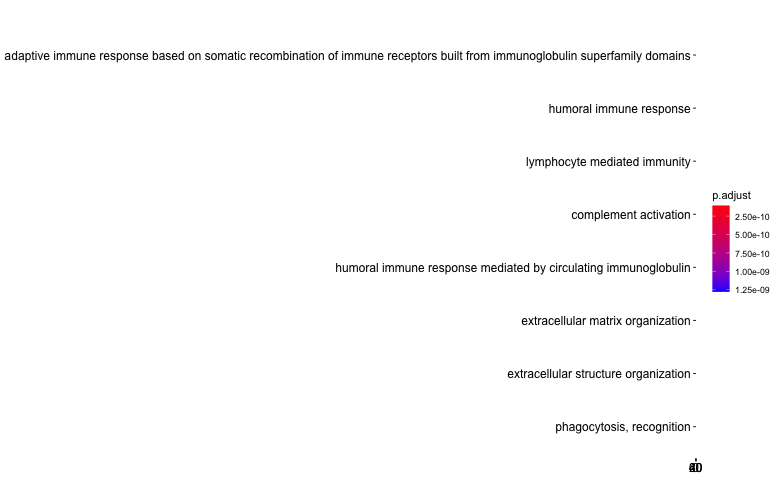 adaptive immune response based on somatic recombination of immune receptors built from immunoglobulin superfamily domains
humoral immune response
lymphocyte mediated immunity
complement activation
humoral immune response mediated by circulating immunoglobulin
extracellular matrix organization
extracellular structure organization
phagocytosis, recognition
p.adjust
2.50e-10
5.00e-10
7.50e-10
1.00e-09
1.25e-09